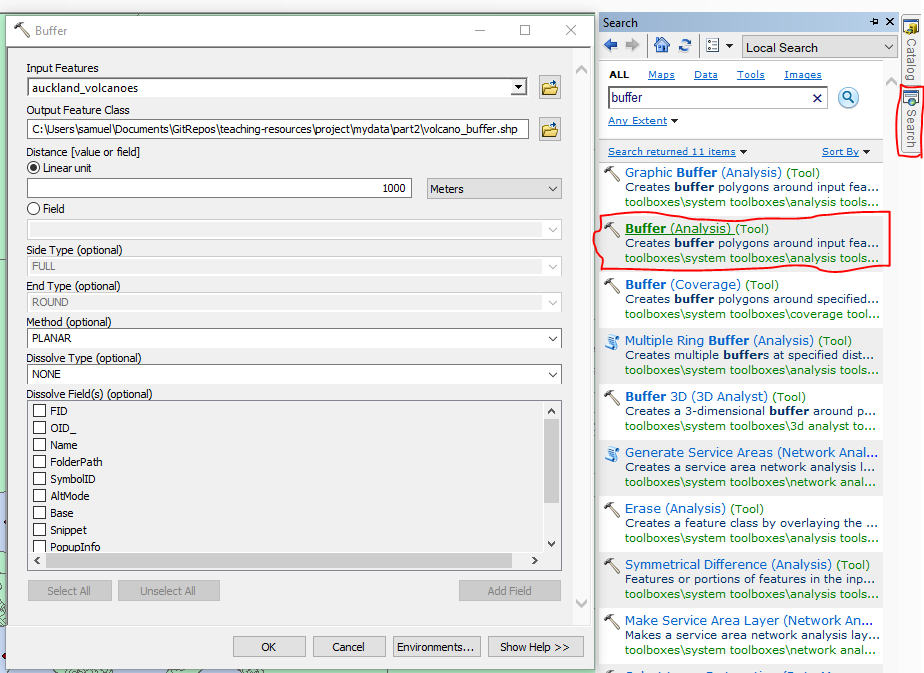 Buffer
Input Features
auckland_volcanoes
Output Feature Class
C:\Users\samuel\Documents\GitRepos\teaching-resources\project\mydata\part2\volcano_buffer.shp
Distance [value or field]
Linear unit
1000 Meters
Field
Side Type (optional)
FULL
End Type (optional)
ROUND
Method (optional)
PLANAR
Dissolve Type (optional)
NONE
Dissolve Field(s) (optional)
FID
OID_
Name
FolderPath
SymbolID
AltMode
Base
Snippet
PopupInfo
Select All Unselect All Add Field
OK Cancel Environments... Show Help >>
Search
Local Search
ALL Maps Data Tools Images
buffer
Any Extent
Search returned 11 items Sort By
Graphic Buffer (Analysis) (Tool)
Creates buffer polygons around input fea...
toolboxes\system toolboxes\analysis tools...
Buffer (Analysis) (Tool)
Creates buffer polygons around input fea...
toolboxes\system toolboxes\analysis tools...
Buffer (Coverage) (Tool)
Creates buffer polygons around specified...
toolboxes\system toolboxes\coverage tool...
Multiple Ring Buffer (Analysis) (Tool)
Creates multiple buffers at specified dist...
toolboxes\system toolboxes\analysis tools...
Buffer 3D (3D Analyst) (Tool)
Creates a 3-dimensional buffer around p...
toolboxes\system toolboxes\3d analyst to...
Generate Service Areas (Network Anal...
Creates a service area network analysis l...
toolboxes\system toolboxes\network anal...
Erase (Analysis) (Tool)
Creates a feature class by overlaying the ...
toolboxes\system toolboxes\analysis tools...
Symmetrical Difference (Analysis) (Tool)
Features or portions of features in the inp...
toolboxes\system toolboxes\analysis tools...
Make Service Area Layer (Network An...
Makes a service area network analysis lay...
toolboxes\system toolboxes\network anal...
Catalog
Search